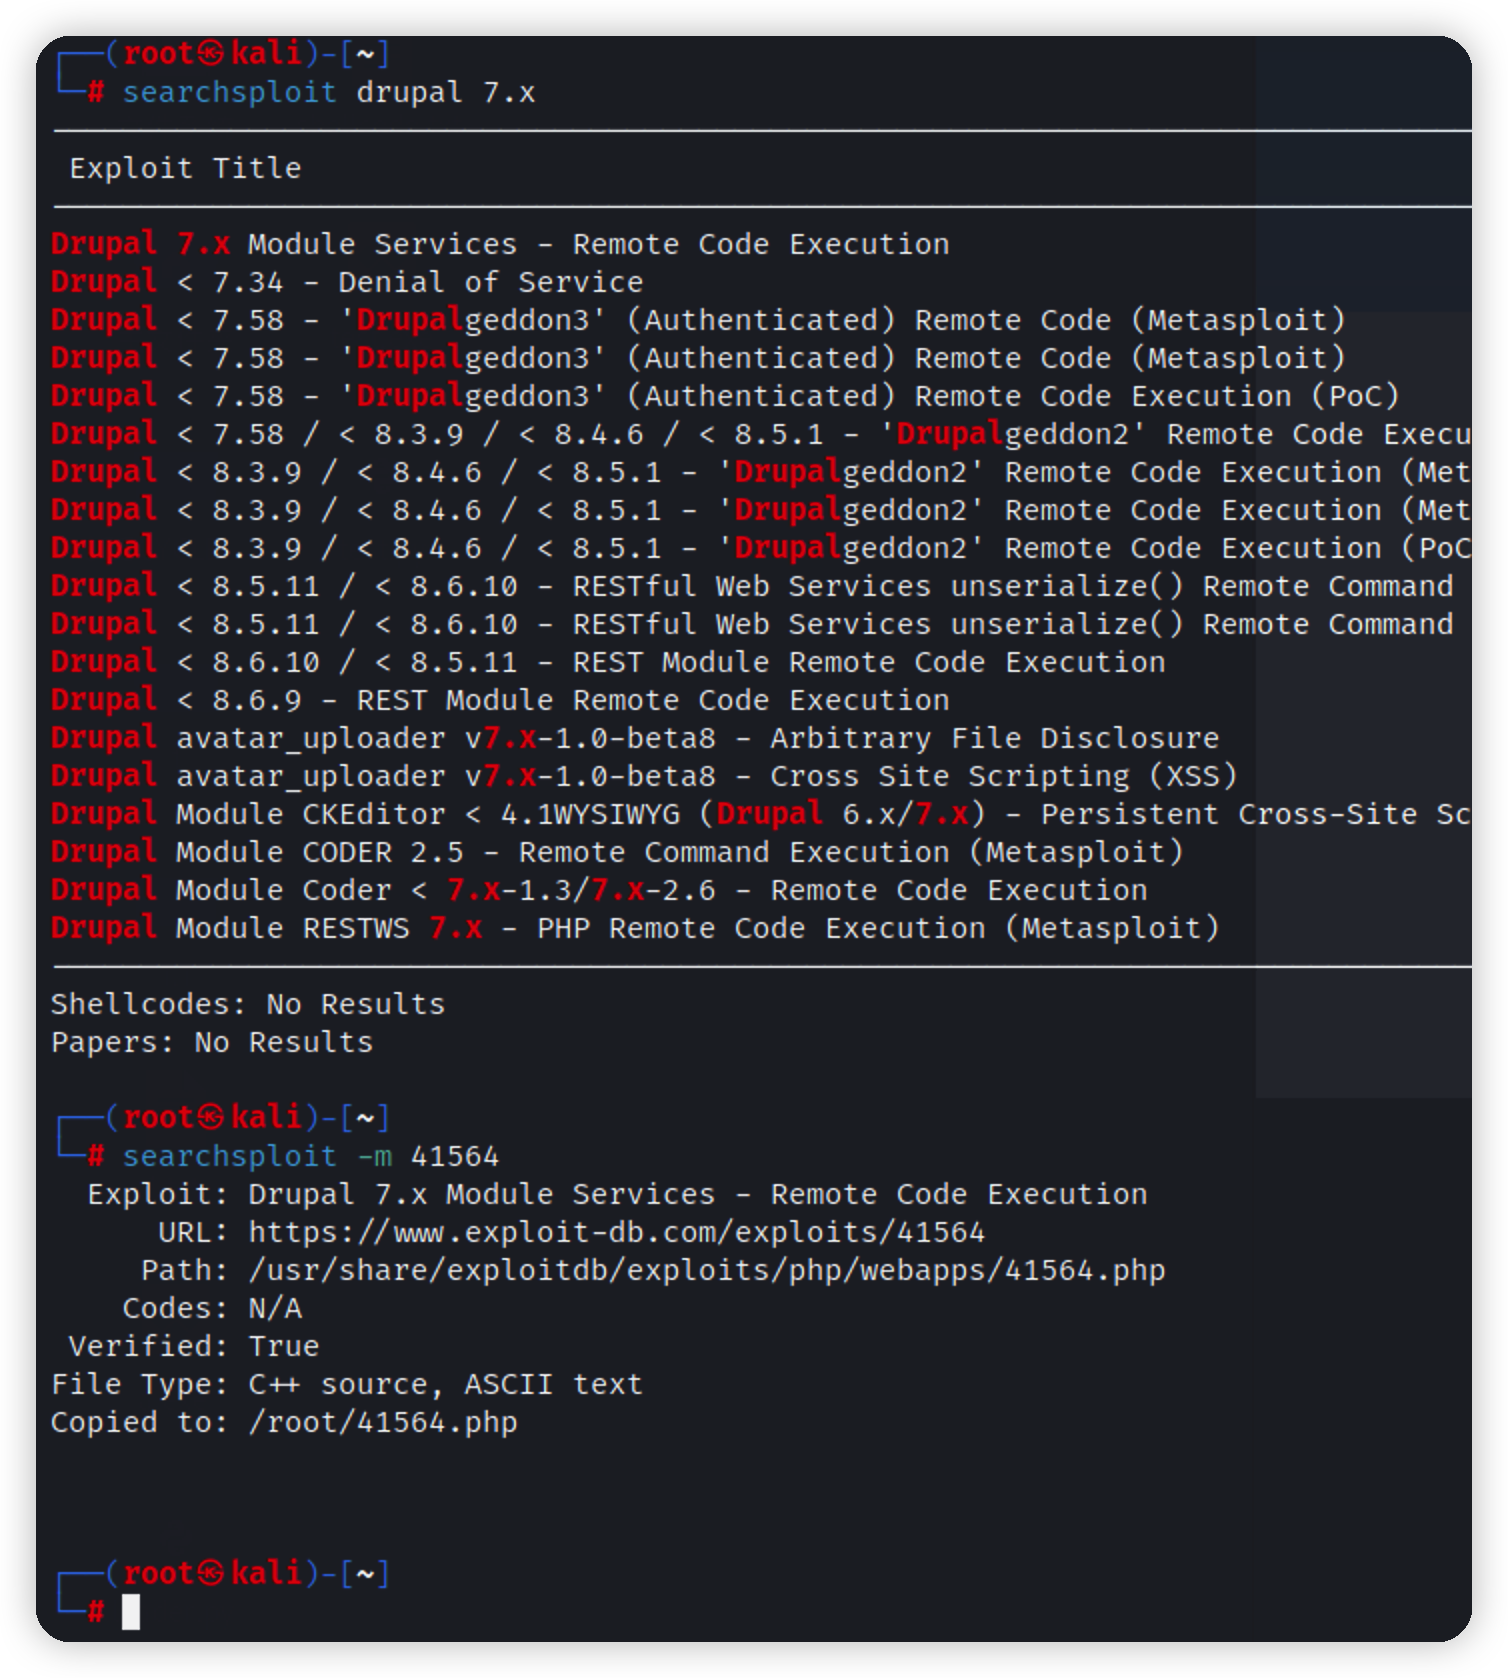 ┌──(root㉿kali)-[~]
└─# searchsploit drupal 7.x
Exploit Title
Drupal 7.x Module Services - Remote Code Execution
Drupal < 7.34 - Denial of Service
Drupal < 7.58 - 'Drupalgeddon3' (Authenticated) Remote Code (Metasploit)
Drupal < 7.58 - 'Drupalgeddon3' (Authenticated) Remote Code (Metasploit)
Drupal < 7.58 - 'Drupalgeddon3' (Authenticated) Remote Code Execution (PoC)
Drupal < 7.58 / < 8.3.9 / < 8.4.6 / < 8.5.1 - 'Drupalgeddon2' Remote Code Execu
Drupal < 8.3.9 / < 8.4.6 / < 8.5.1 - 'Drupalgeddon2' Remote Code Execution (Met
Drupal < 8.3.9 / < 8.4.6 / < 8.5.1 - 'Drupalgeddon2' Remote Code Execution (Met
Drupal < 8.3.9 / < 8.4.6 / < 8.5.1 - 'Drupalgeddon2' Remote Code Execution (PoC
Drupal < 8.5.11 / < 8.6.10 - RESTful Web Services unserialize() Remote Command
Drupal < 8.5.11 / < 8.6.10 - RESTful Web Services unserialize() Remote Command
Drupal < 8.6.10 / < 8.5.11 - REST Module Remote Code Execution
Drupal < 8.6.9 - REST Module Remote Code Execution
Drupal avatar_uploader v7.x-1.0-beta8 - Arbitrary File Disclosure
Drupal avatar_uploader v7.x-1.0-beta8 - Cross Site Scripting (XSS)
Drupal Module CKEditor < 4.1WYSIWYG (Drupal 6.x/7.x) - Persistent Cross-Site Sc
Drupal Module CODER 2.5 - Remote Command Execution (Metasploit)
Drupal Module Coder < 7.x-1.3/7.x-2.6 - Remote Code Execution
Drupal Module RESTWS 7.x - PHP Remote Code Execution (Metasploit)
Shellcodes: No Results
Papers: No Results
┌──(root㉿kali)-[~]
└─# searchsploit -m 41564
Exploit: Drupal 7.x Module Services - Remote Code Execution
URL: https://www.exploit-db.com/exploits/41564
Path: /usr/share/exploitdb/exploits/php/webapps/41564.php
Codes: N/A
Verified: True
File Type: C++ source, ASCII text
Copied to: /root/41564.php
┌──(root㉿kali)-[~]
└─#